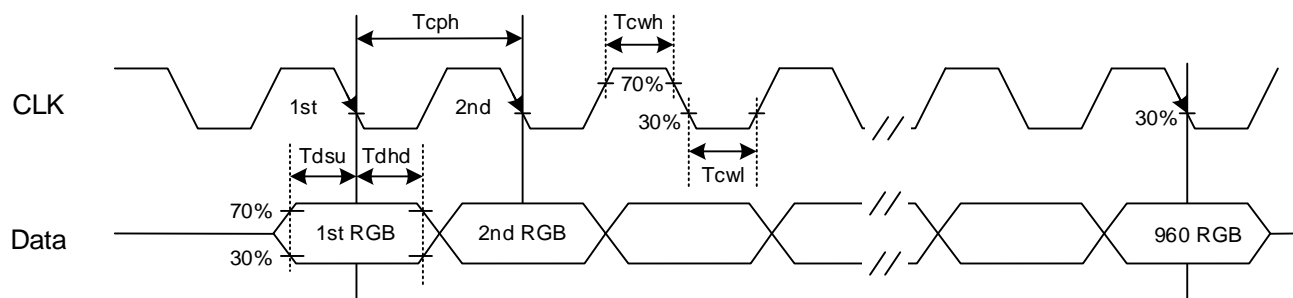 Tcph
Tcwh
CLK
1st
2nd
70%
30%
30%
Tcwl
Tdsu
Tdhd
70%
Data
1st RGB
2nd RGB
960 RGB
30%